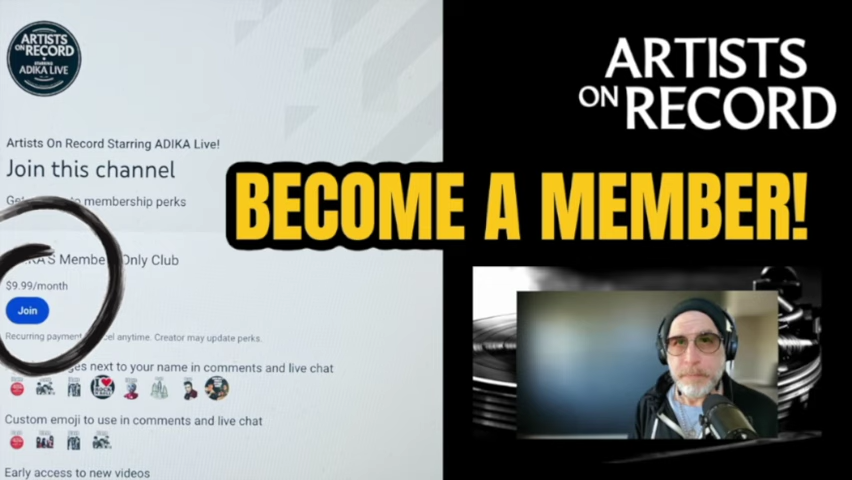 ARTISTS
ON RECORD
STARRING
ADIKA LIVE
Artists On Record Starring ADIKA Live!
Join this channel
membership perks
Member Only Club
$9.99/month
Join
Recurring payment. Cancel anytime. Creator may update perks.
next to your name in comments and live chat
Custom emoji to use in comments and live chat
Early access to new videos
BECOME A MEMBER!
ARTISTS
ON RECORD